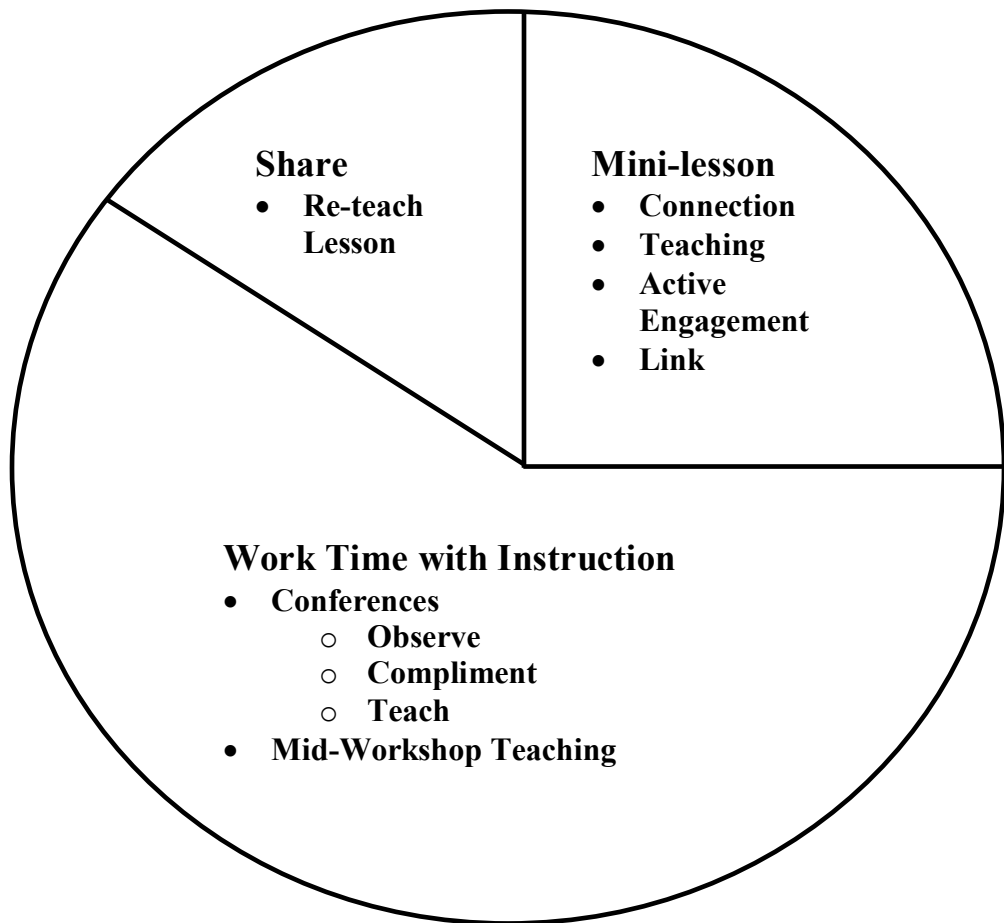 Share
• Re-teach
Lesson
Mini-lesson
• Connection
• Teaching
• Active
Engagement
• Link
Work Time with Instruction
• Conferences
o Observe
o Compliment
o Teach
• Mid-Workshop Teaching